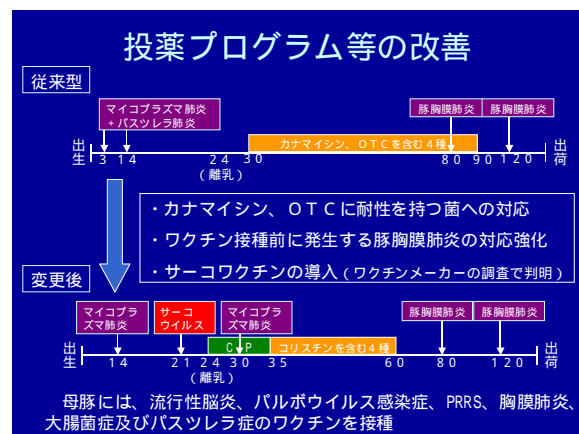 投薬プログラム等の改善
従来型
マイコプラズマ肺炎
+パスツレラ肺炎
豚胸膜肺炎
豚胸膜肺炎
カナマイシン、OTCを含む4種
出生
3 14
24
(離乳)
30
80
90
120
出荷
・カナマイシン、OTCに耐性を持つ菌への対応
・ワクチン接種前に発生する豚胸膜肺炎の対応強化
・サーコワクチンの導入(ワクチンメーカーの調査で判明)
変更後
マイコプラ
ズマ肺炎
サーコ
ウイルス
マイコプラ
ズマ肺炎
豚胸膜肺炎
豚胸膜肺炎
CP
コリスチンを含む4種
出生
14
21
24
(離乳)
30
35
60
80
120
出荷
母豚には、流行性脳炎、パルボウイルス感染症、PRRS、胸膜肺炎、
大腸菌症及びパスツレラ症のワクチンを接種